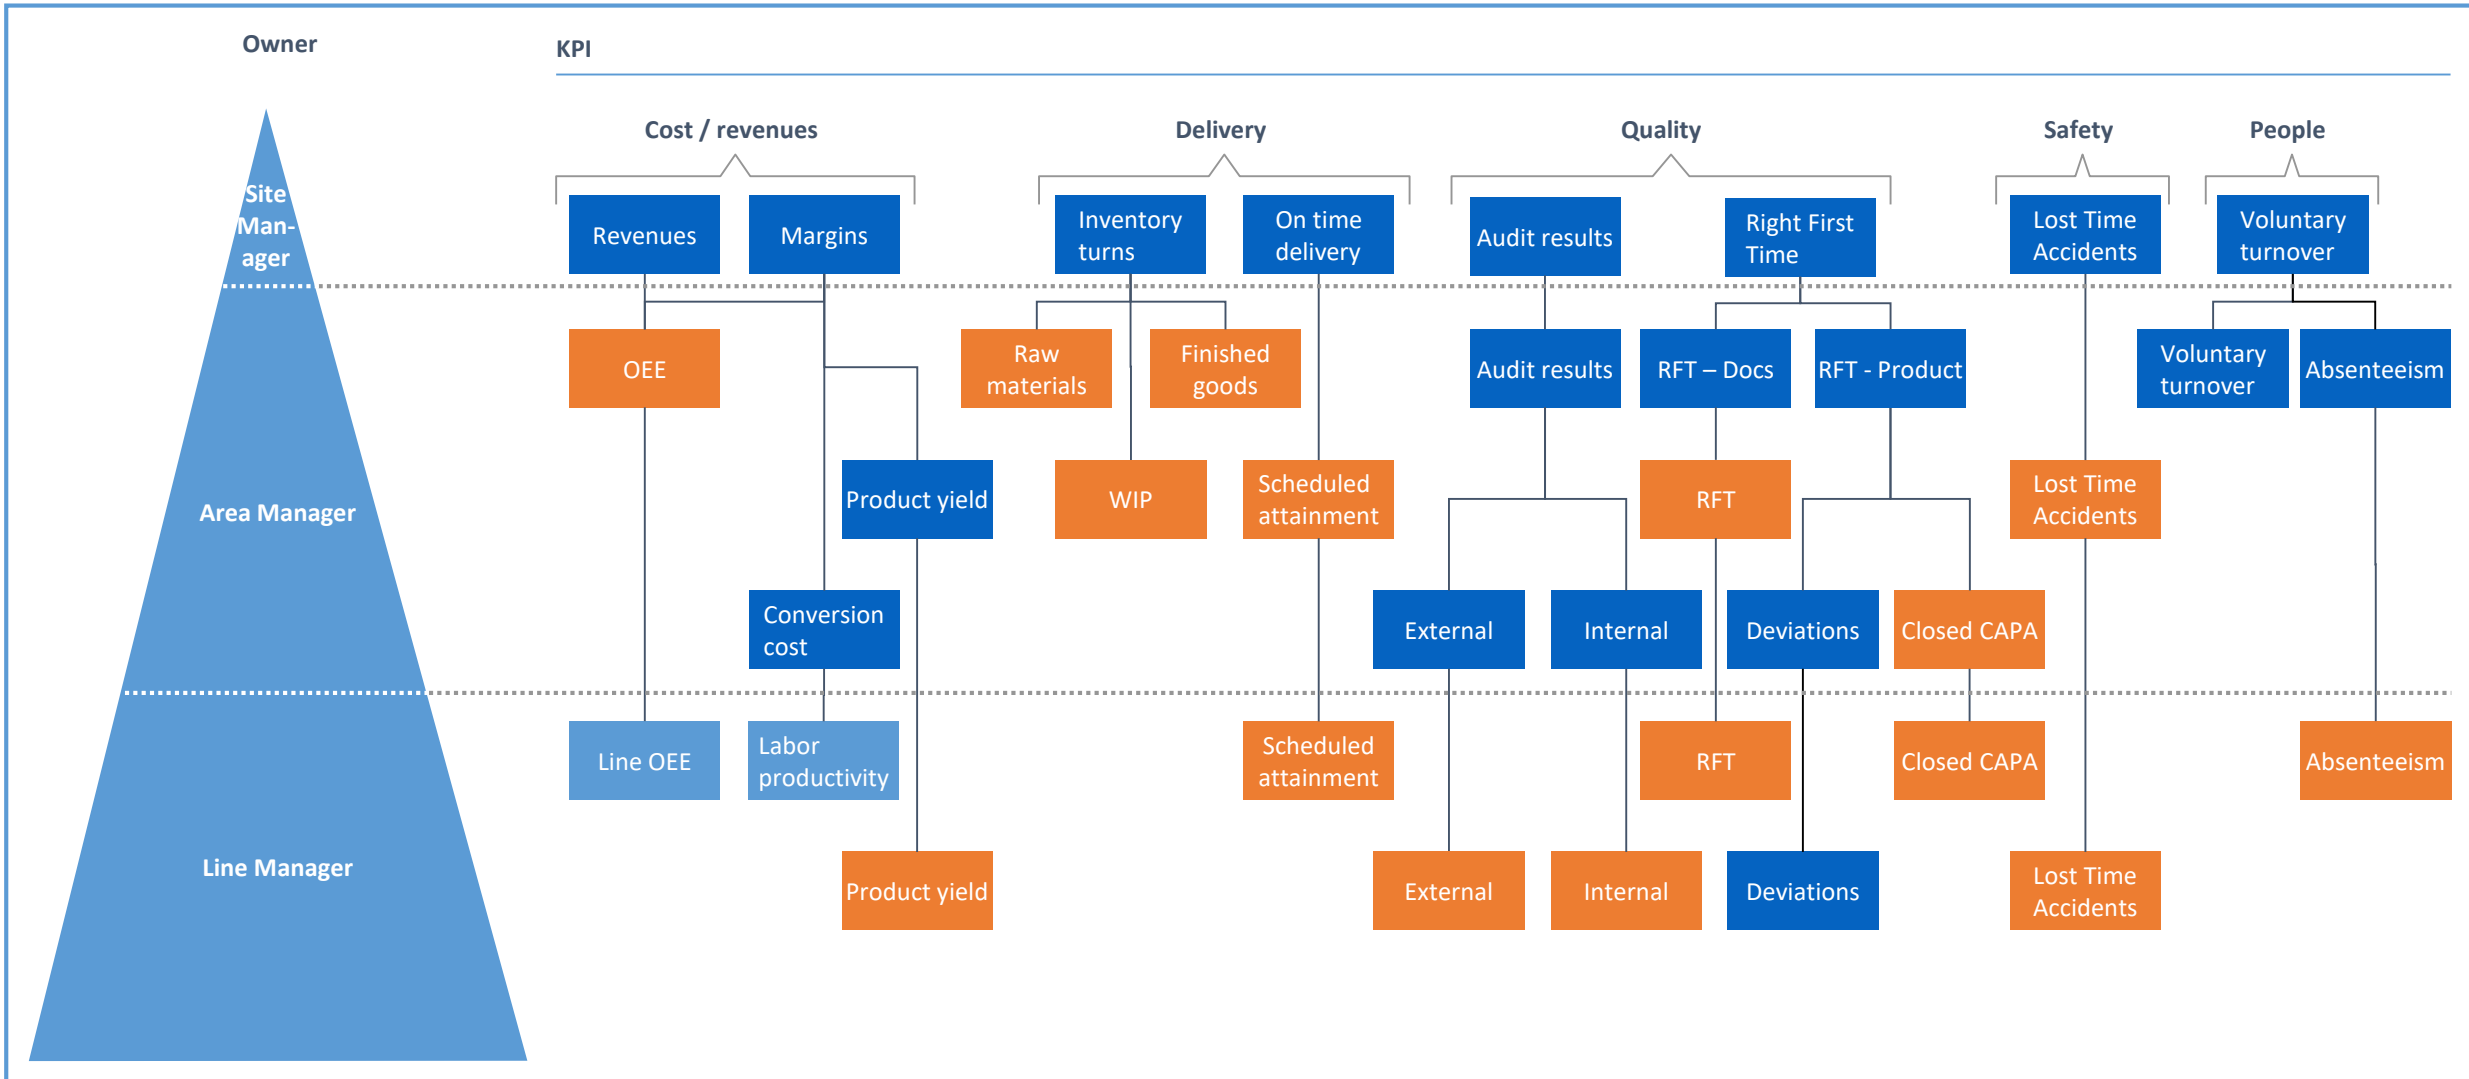 Owner
KPI
Cost / revenues
Delivery
Quality
Safety
People
Site
Man-
ager
Revenues
Margins
Inventory
turns
On time
delivery
Audit results
Right First
Time
Lost Time
Accidents
Voluntary
turnover
OEE
Raw
materials
Finished
goods
Audit results
RFT – Docs
RFT - Product
Voluntary
turnover
Absenteeism
Area Manager
Product yield
WIP
Scheduled
attainment
RFT
Lost Time
Accidents
Conversion
cost
External
Internal
Deviations
Closed CAPA
Line OEE
Labor
productivity
Scheduled
attainment
RFT
Closed CAPA
Absenteeism
Line Manager
Product yield
External
Internal
Deviations
Lost Time
Accidents